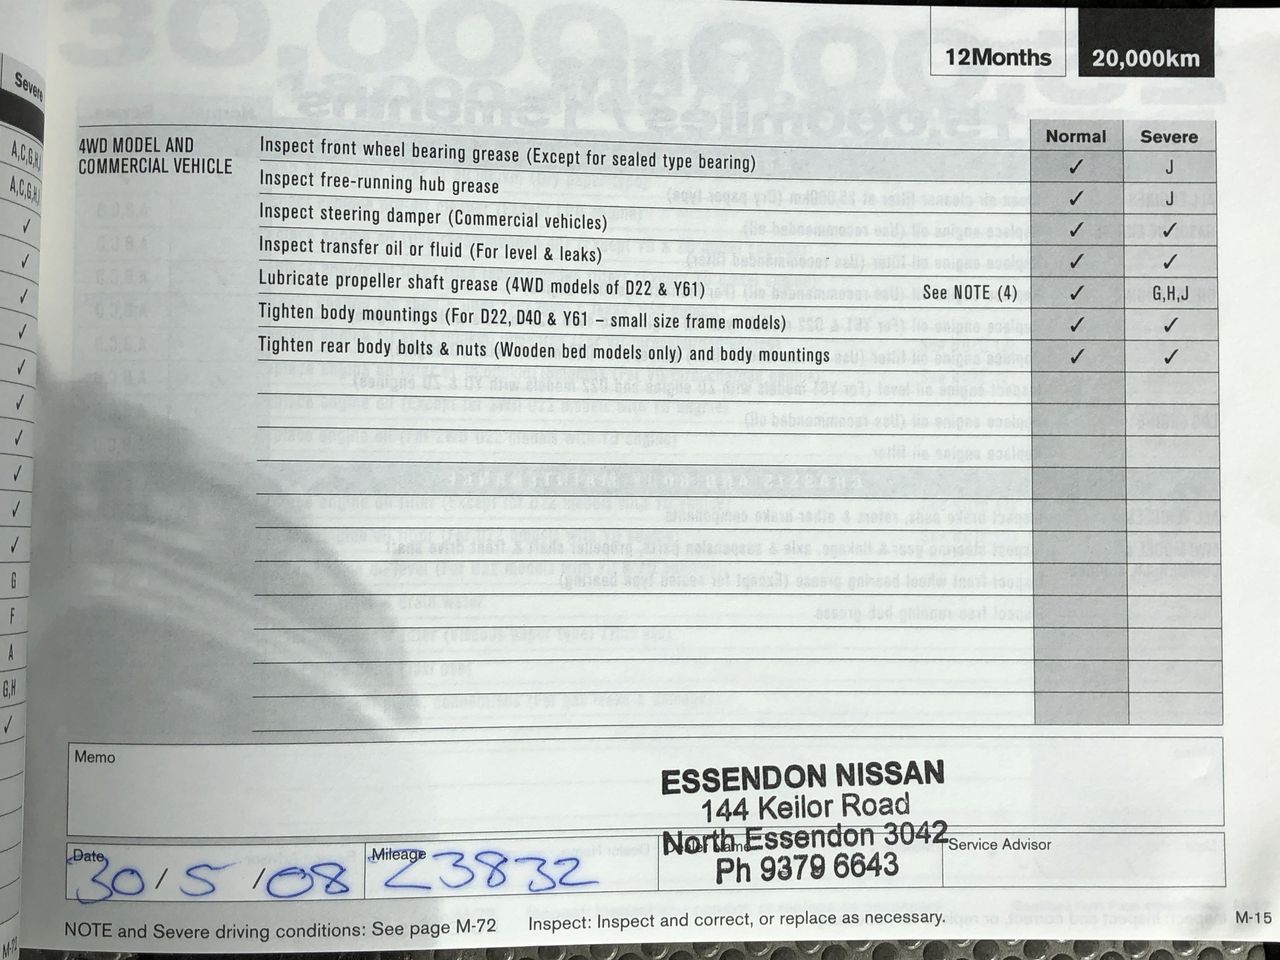 Severe
A,C,G,H,J
A,C,G,H,J
✓
✓
✓
✓
✓
✓
✓
✓
✓
✓
G
F
A
G,H
✓
12Months 20,000km
Normal Severe
4WD MODEL AND COMMERCIAL VEHICLE
Inspect front wheel bearing grease (Except for sealed type bearing) ✓ J
Inspect free-running hub grease ✓ J
Inspect steering damper (Commercial vehicles) ✓ ✓
Inspect transfer oil or fluid (For level & leaks) ✓ ✓
Lubricate propeller shaft grease (4WD models of D22 & Y61) See NOTE (4) ✓ G,H,J
Tighten body mountings (For D22, D40 & Y61 – small size frame models) ✓ ✓
Tighten rear body bolts & nuts (Wooden bed models only) and body mountings ✓ ✓
Memo
ESSENDON NISSAN
144 Keilor Road
North Essendon 3042
Ph 9379 6643
Date 30/5/08
Mileage 23832
Dealer Name
Service Advisor
NOTE and Severe driving conditions: See page M-72 Inspect: Inspect and correct, or replace as necessary. M-15